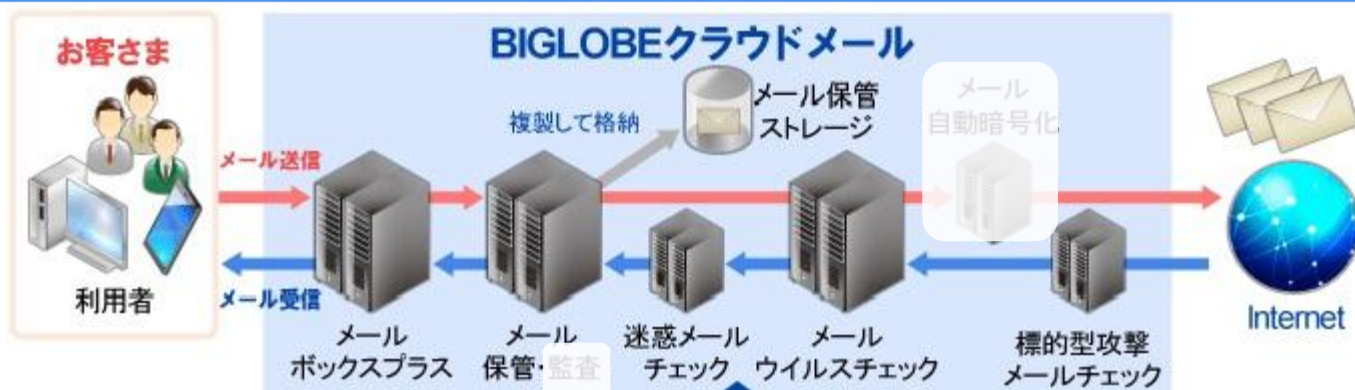 BIGLOBEクラウドメール
お客さま
メール保管
ストレージ
メール
自動暗号化
複製して格納
メール送信
メール受信
利用者
メール
ボックスプラス
メール
保管・監査
迷惑メール
チェック
メール
ウイルスチェック
標的型攻撃
メールチェック
Internet